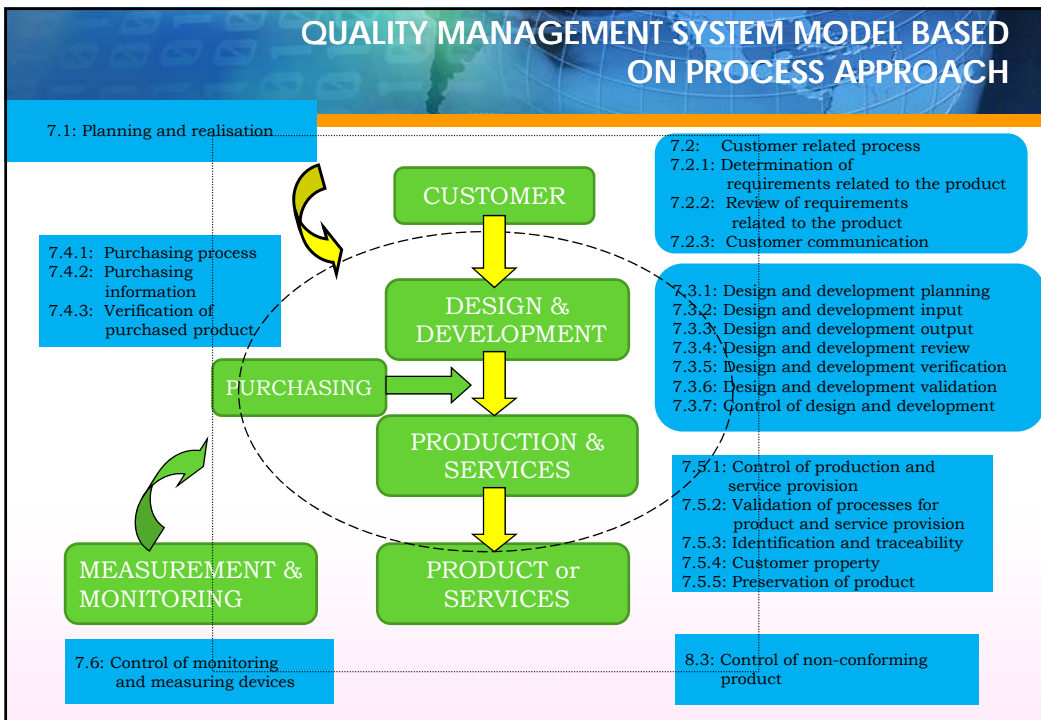 QUALITY MANAGEMENT SYSTEM MODEL BASED
ON PROCESS APPROACH
7.1: Planning and realisation
CUSTOMER
7.2: Customer related process
7.2.1: Determination of
requirements related to the product
7.2.2: Review of requirements
related to the product
7.2.3: Customer communication
7.4.1: Purchasing process
7.4.2: Purchasing
information
7.4.3: Verification of
purchased product
DESIGN &
DEVELOPMENT
7.3.1: Design and development planning
7.3.2: Design and development input
7.3.3: Design and development output
7.3.4: Design and development review
7.3.5: Design and development verification
7.3.6: Design and development validation
7.3.7: Control of design and development
PURCHASING
PRODUCTION &
SERVICES
7.5.1: Control of production and
service provision
7.5.2: Validation of processes for
product and service provision
7.5.3: Identification and traceability
7.5.4: Customer property
7.5.5: Preservation of product
MEASUREMENT &
MONITORING
PRODUCT or
SERVICES
7.6: Control of monitoring
and measuring devices
8.3: Control of non-conforming
product